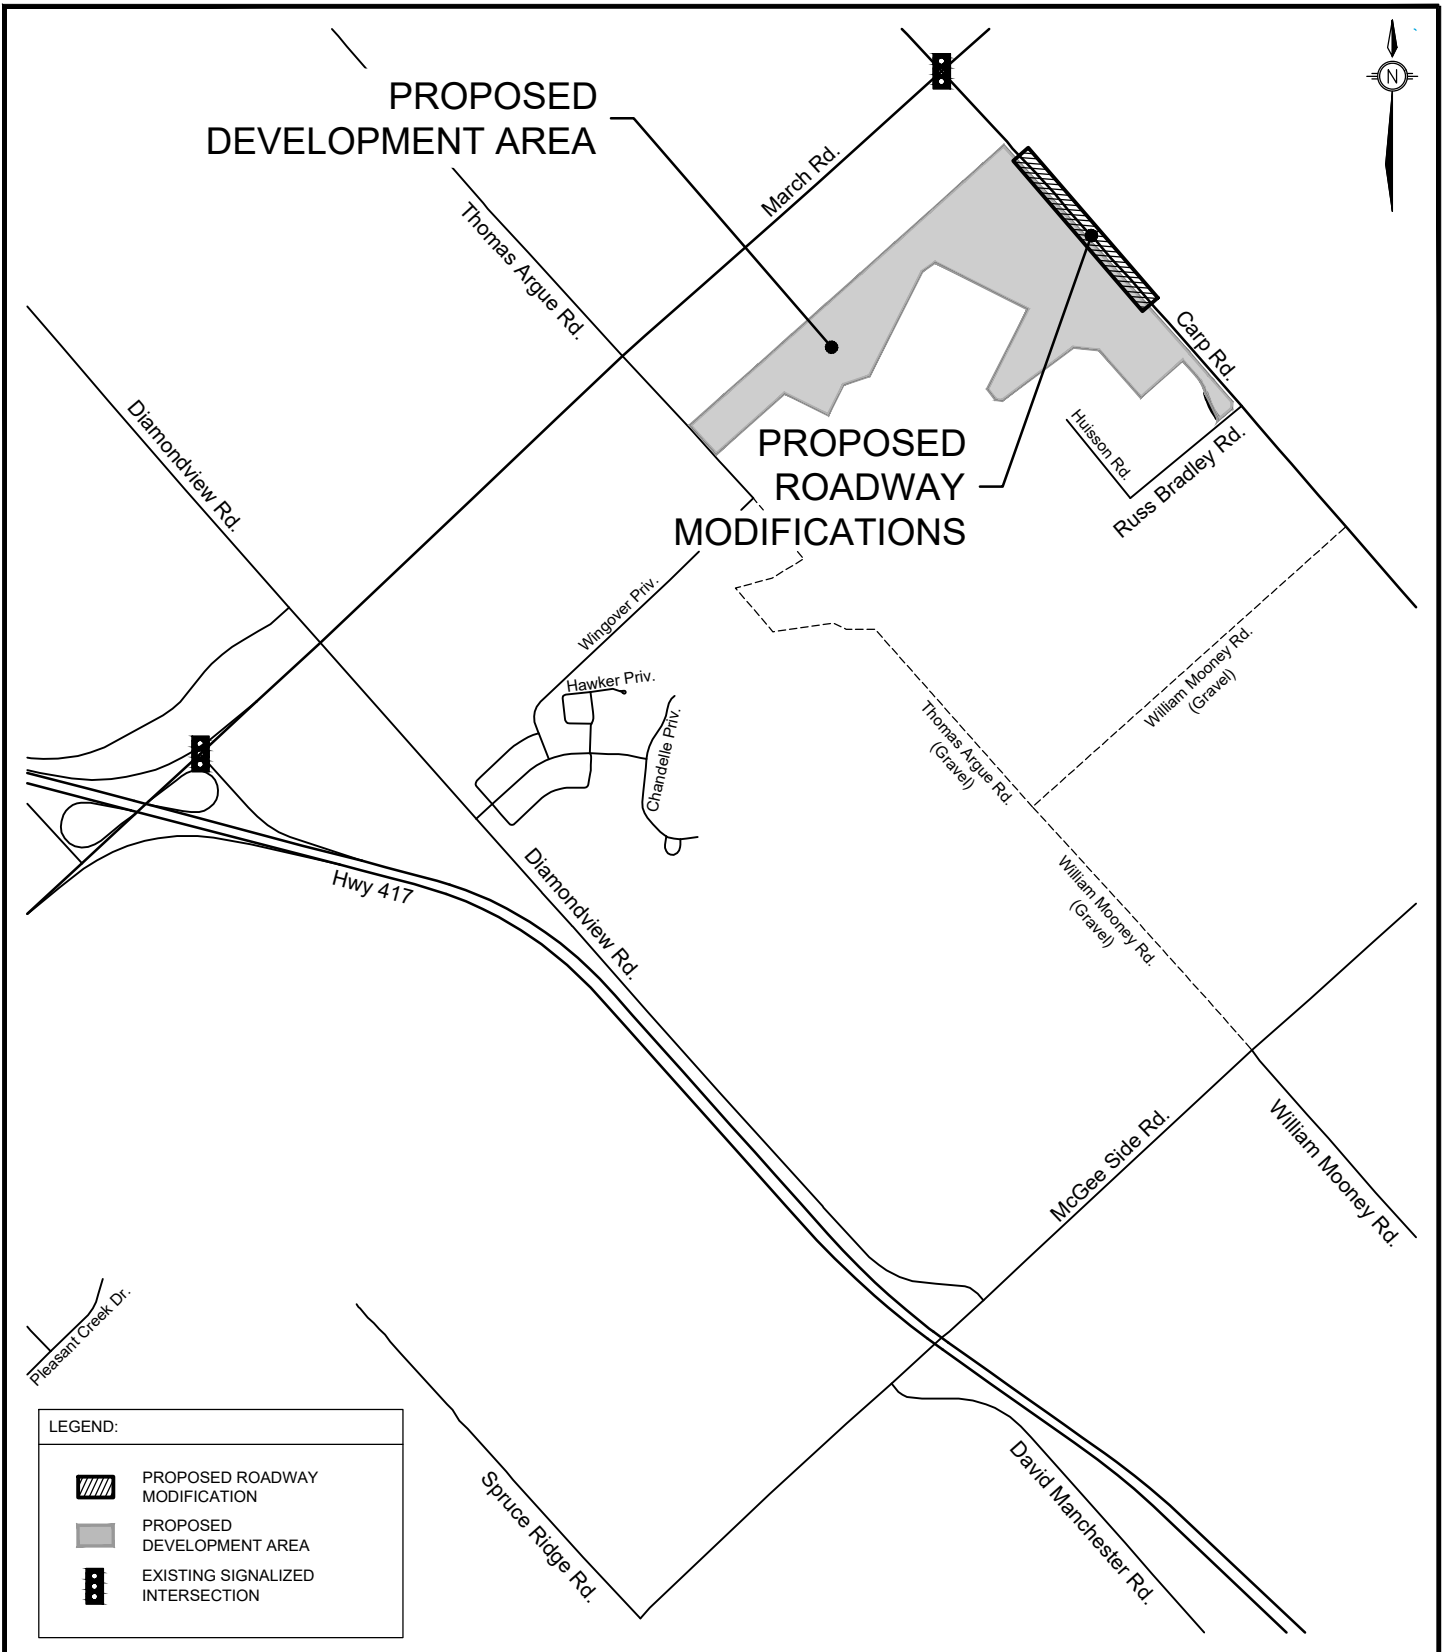 N
PROPOSED
DEVELOPMENT AREA
March Rd.
Thomas Argue Rd.
Carp Rd.
Diamondview Rd.
Huisson Rd.
PROPOSED
ROADWAY
MODIFICATIONS
Russ Bradley Rd.
Wingover Priv.
William Mooney Rd.
(Gravel)
Hawker Priv.
Chandelle Priv.
Thomas Argue Rd.
(Gravel)
Hwy 417
Diamondview Rd.
William Mooney Rd.
(Gravel)
McGee Side Rd.
William Mooney Rd.
Pleasant Creek Dr.
Spruce Ridge Rd.
David Manchester Rd.
LEGEND:
PROPOSED ROADWAY
MODIFICATION
PROPOSED
DEVELOPMENT AREA
EXISTING SIGNALIZED
INTERSECTION